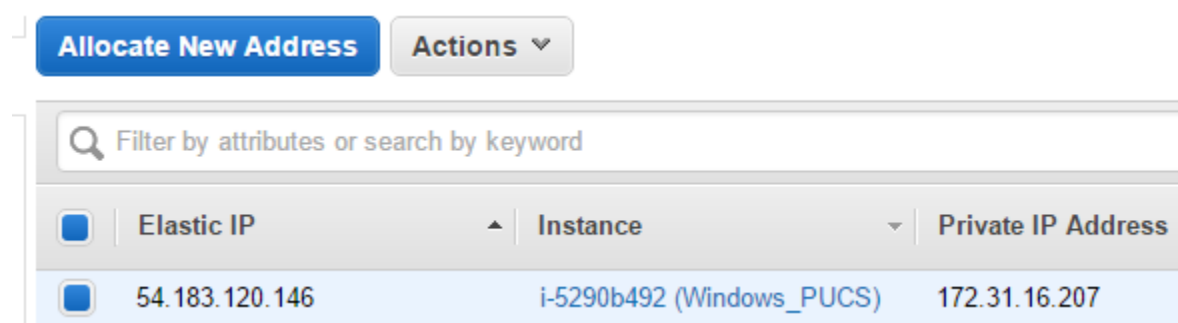 Allocate New Address Actions
Filter by attributes or search by keyword
Elastic IP Instance Private IP Address
54.183.120.146 i-5290b492 (Windows_PUCS) 172.31.16.207